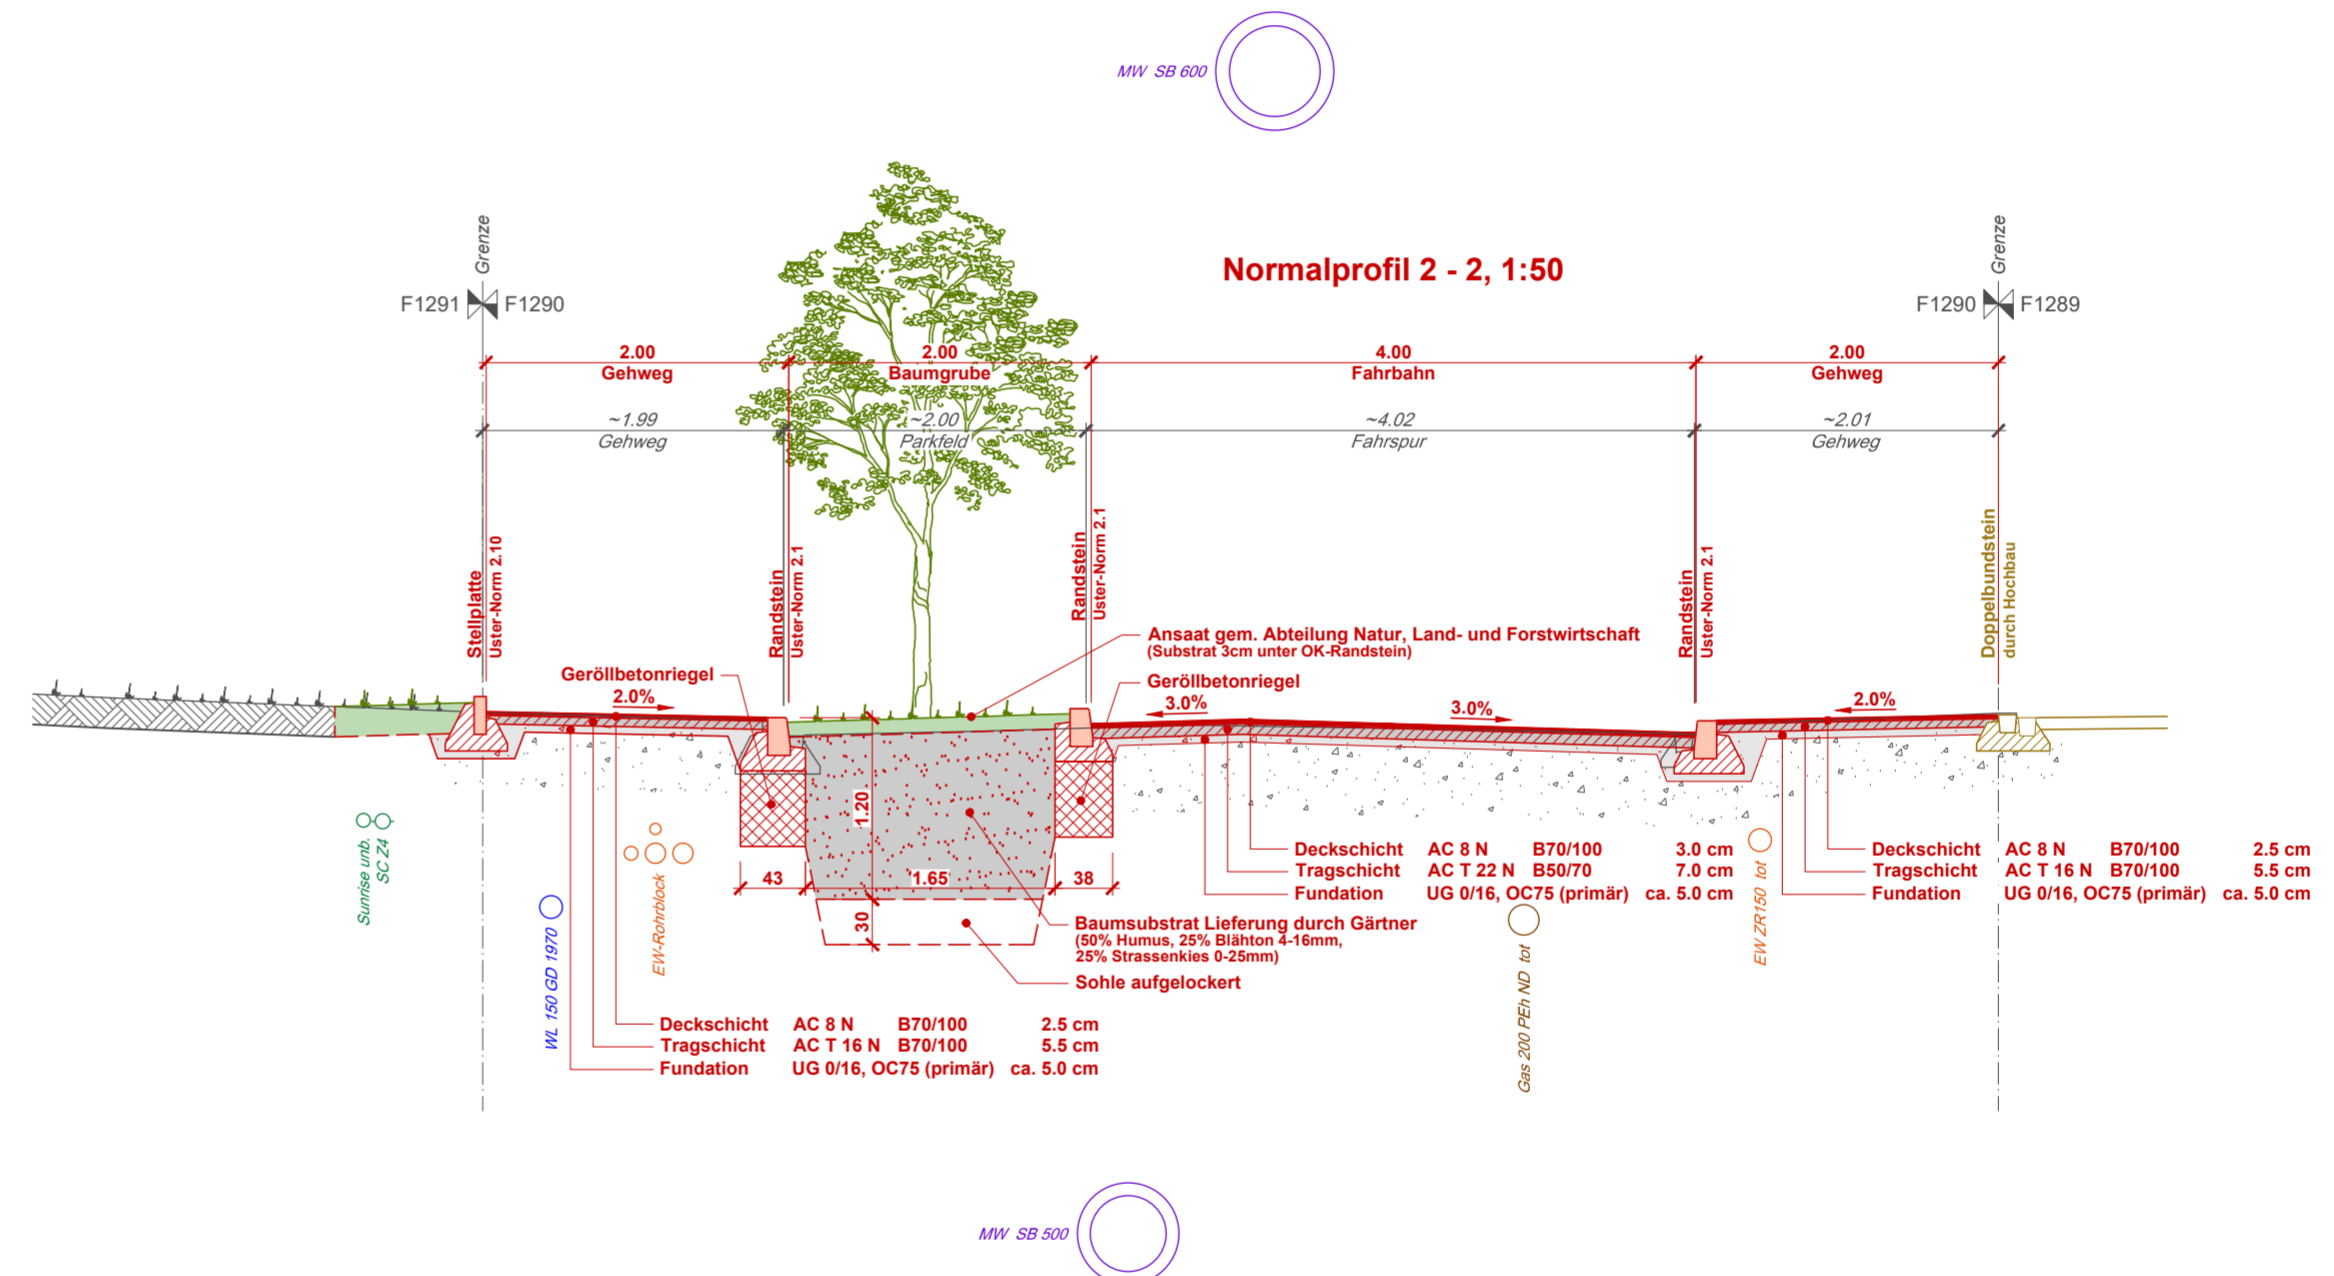 MW SB 600
Normalprofil 2 - 2, 1:50
Grenze
F1291
F1290
Grenze
F1290
F1289
2.00
Gehweg
2.00
Baumgrube
4.00
Fahrbahn
2.00
Gehweg
~1.99
Gehweg
~2.00
Parkfeld
~4.02
Fahrspur
~2.01
Gehweg
Stellplatte
Uster-Norm 2.10
Randstein
Uster-Norm 2.1
Randstein
Uster-Norm 2.1
Randstein
Uster-Norm 2.1
Doppelbundstein
durch Hochbau
Ansaat gem. Abteilung Natur, Land- und Forstwirtschaft
(Substrat 3cm unter OK-Randstein)
Geröllbetonriegel
Geröllbetonriegel
2.0%
3.0%
3.0%
2.0%
1.20
43
1.65
38
30
Sunrise unb.
SC Z4
WL 150 GD 1970
EW-Rohrblock
Gas 200 PEh ND tot
EW ZR150 tot
Deckschicht AC 8 N B70/100 3.0 cm
Tragschicht AC T 22 N B50/70 7.0 cm
Fundation UG 0/16, OC75 (primär) ca. 5.0 cm
Deckschicht AC 8 N B70/100 2.5 cm
Tragschicht AC T 16 N B70/100 5.5 cm
Fundation UG 0/16, OC75 (primär) ca. 5.0 cm
Baumsubstrat Lieferung durch Gärtner
(50% Humus, 25% Blähton 4-16mm,
25% Strassenkies 0-25mm)
Sohle aufgelockert
Deckschicht AC 8 N B70/100 2.5 cm
Tragschicht AC T 16 N B70/100 5.5 cm
Fundation UG 0/16, OC75 (primär) ca. 5.0 cm
MW SB 500